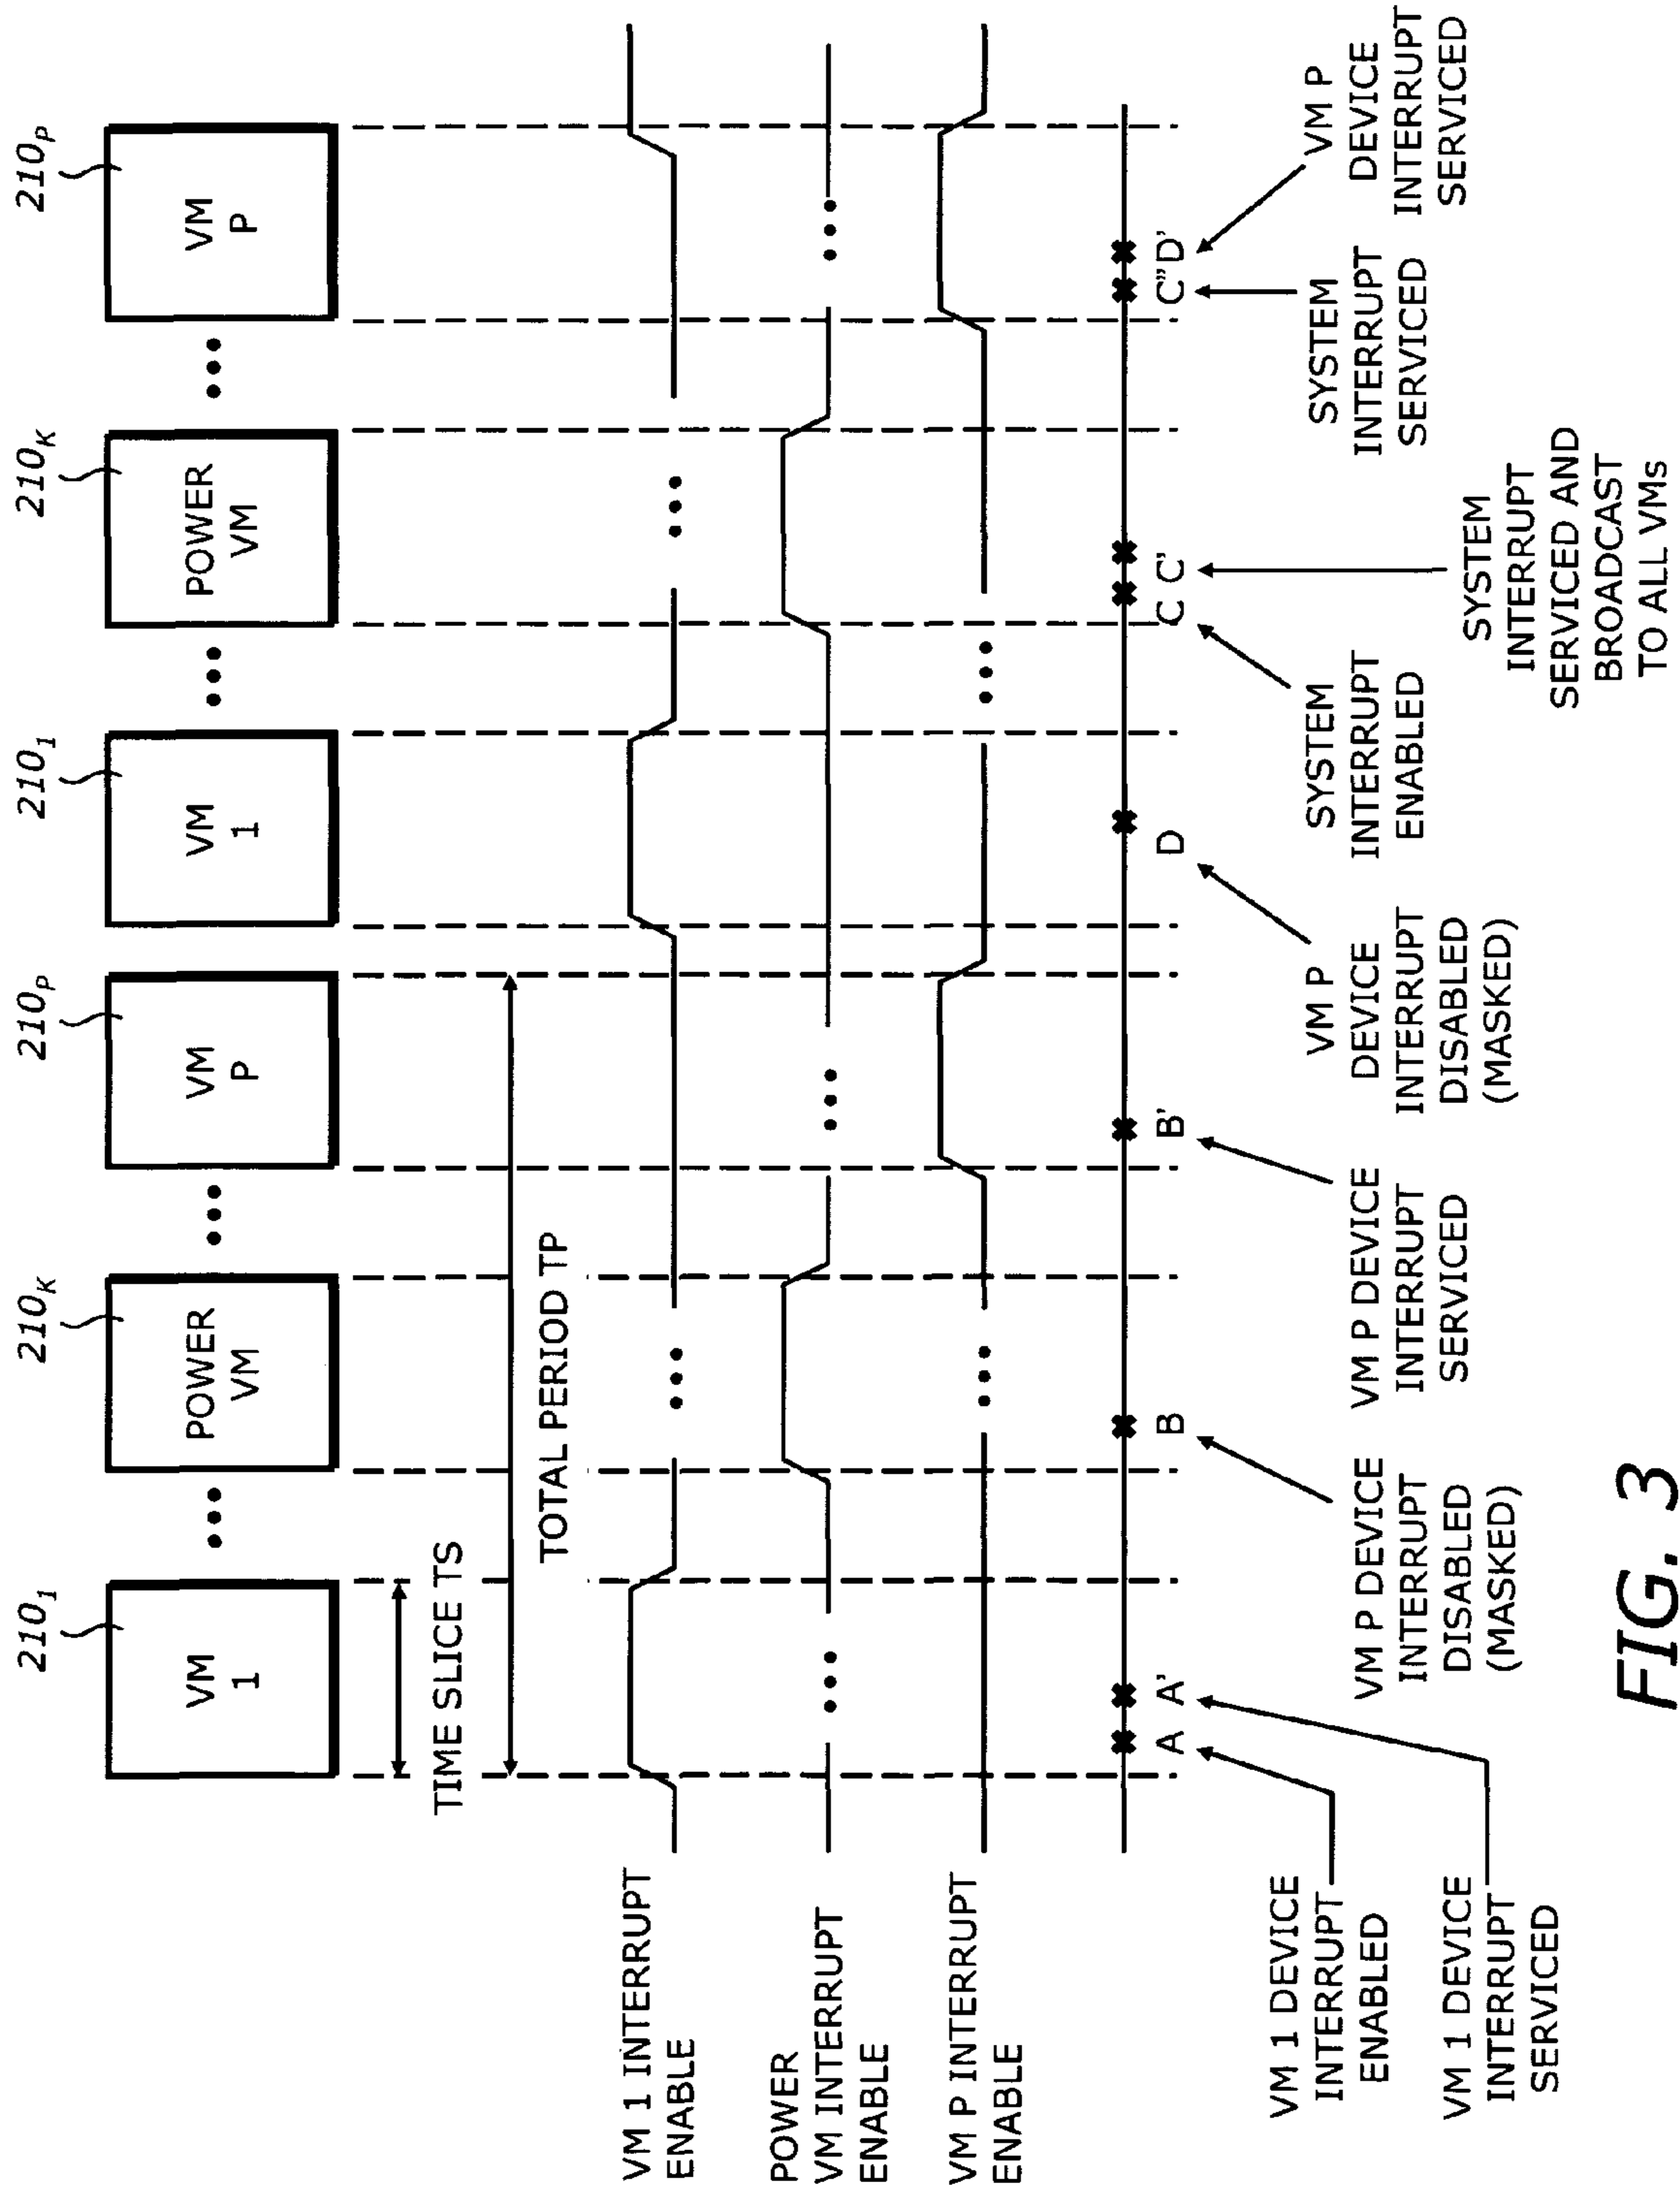 210₁
210K
210P
210₁
210K
210P
VM
1
•••
POWER
VM
•••
VM
P
VM
1
•••
POWER
VM
•••
VM
P
TIME SLICE TS
TOTAL PERIOD TP
VM 1 INTERRUPT
ENABLE
•••
•••
POWER
VM INTERRUPT
ENABLE
•••
•••
•••
VM P INTERRUPT
ENABLE
•••
•••
A
A'
B
B'
D
C
C'
C"
D'
VM 1 DEVICE
INTERRUPT
ENABLED
VM 1 DEVICE
INTERRUPT
SERVICED
VM P DEVICE
INTERRUPT
DISABLED
(MASKED)
VM P DEVICE
INTERRUPT
SERVICED
VM P
DEVICE
INTERRUPT
DISABLED
(MASKED)
SYSTEM
INTERRUPT
ENABLED
SYSTEM
INTERRUPT
SERVICED AND
BROADCAST
TO ALL VMs
SYSTEM
INTERRUPT
SERVICED
VM P
DEVICE
INTERRUPT
SERVICED
FIG. 3